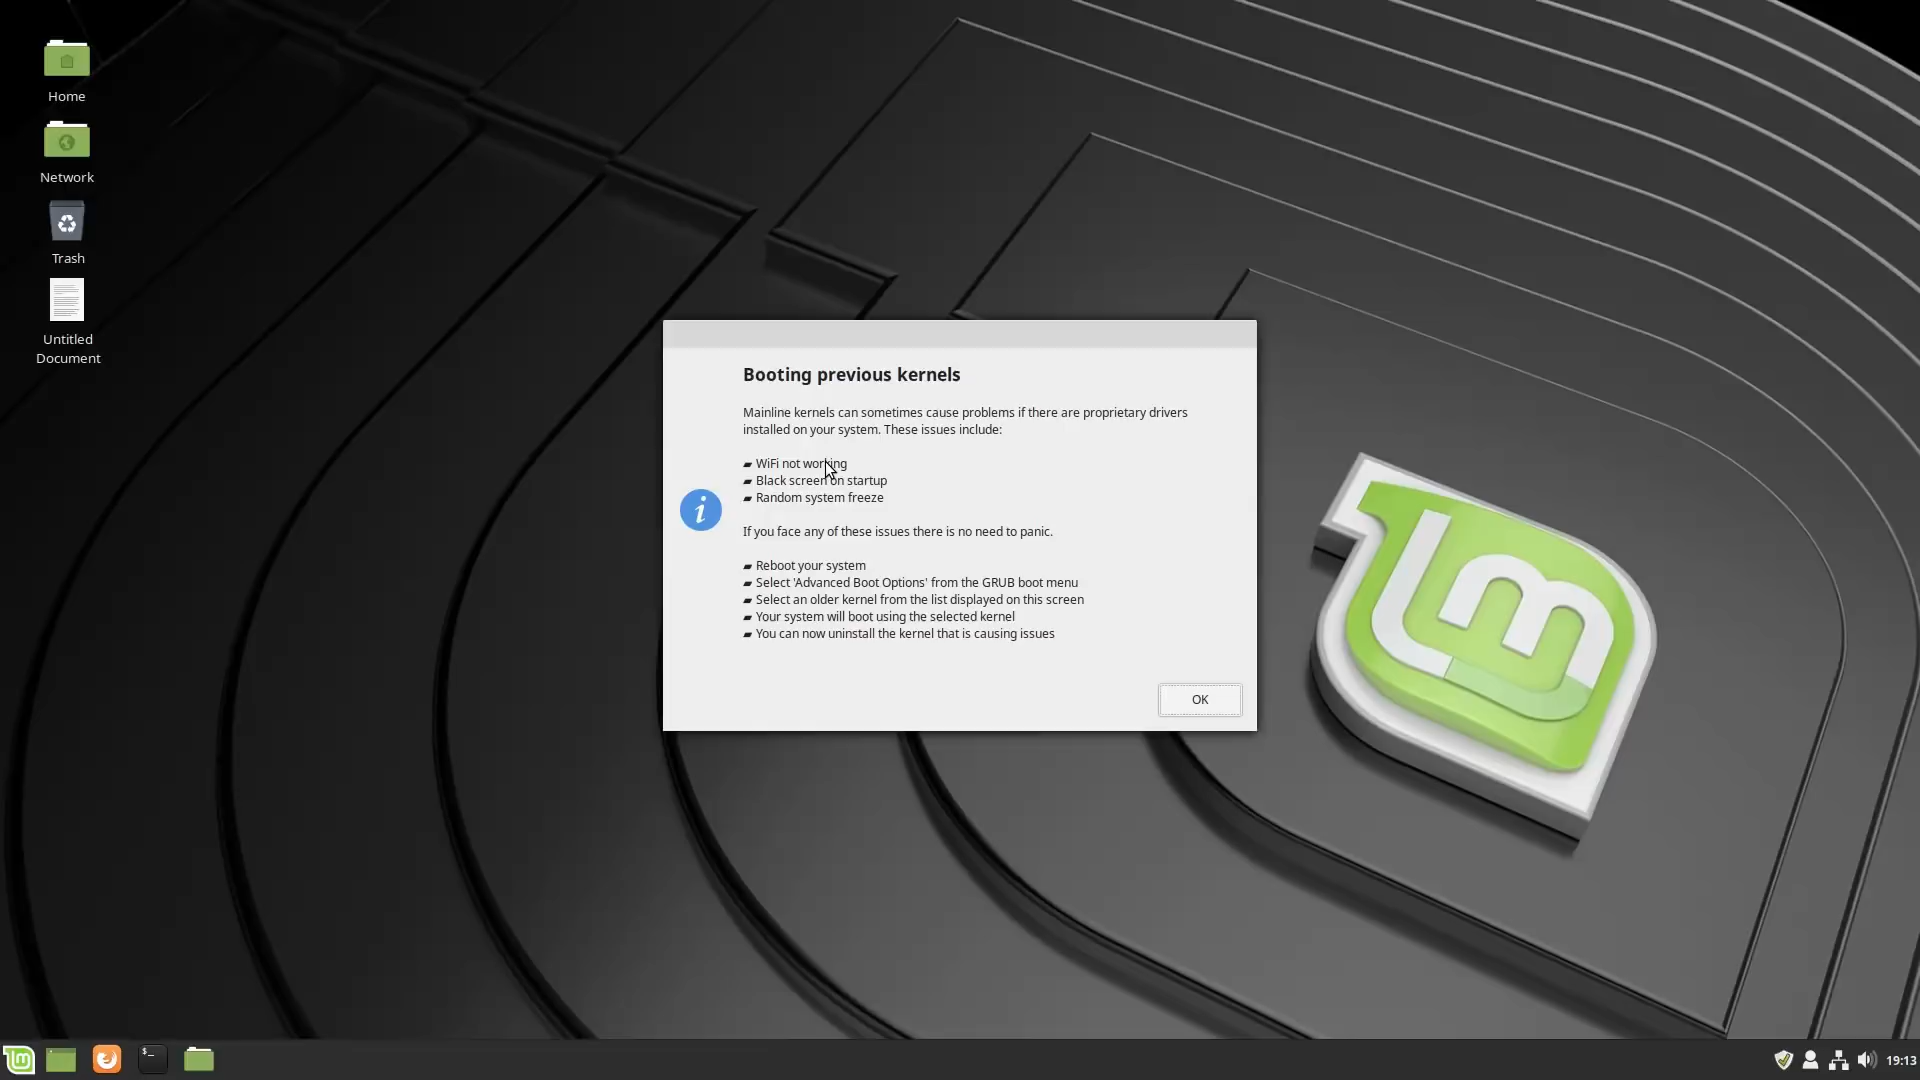 Home
Network
Trash
Untitled
Document
Booting previous kernels
Mainline kernels can sometimes cause problems if there are proprietary drivers
installed on your system. These issues include:
▰ WiFi not working
▰ Black screen on startup
▰ Random system freeze
If you face any of these issues there is no need to panic.
▰ Reboot your system
▰ Select 'Advanced Boot Options' from the GRUB boot menu
▰ Select an older kernel from the list displayed on this screen
▰ Your system will boot using the selected kernel
▰ You can now uninstall the kernel that is causing issues
OK
19:13